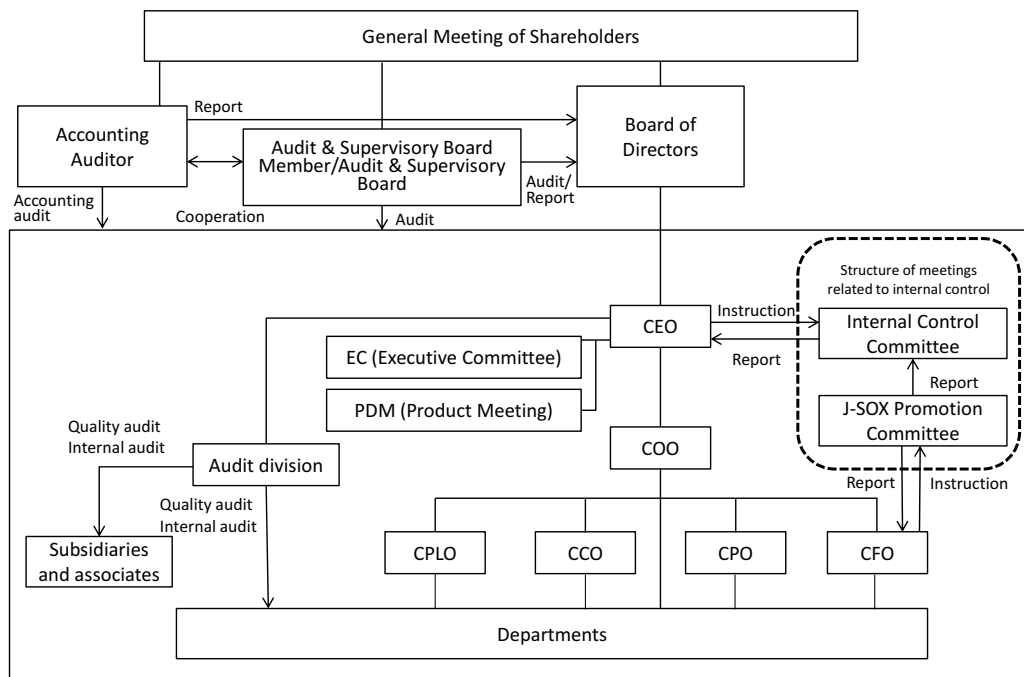 General Meeting of Shareholders
Report
Accounting
Auditor
Audit & Supervisory Board
Member/Audit & Supervisory
Board
Board of
Directors
Audit/
Report
Accounting
audit
Cooperation
Audit
Structure of meetings
related to internal control
CEO
Instruction
Internal Control
Committee
EC (Executive Committee)
Report
Report
PDM (Product Meeting)
J-SOX Promotion
Committee
Quality audit
Internal audit
COO
Audit division
Report
Instruction
Quality audit
Internal audit
Subsidiaries
and associates
CPLO
CCO
CPO
CFO
Departments